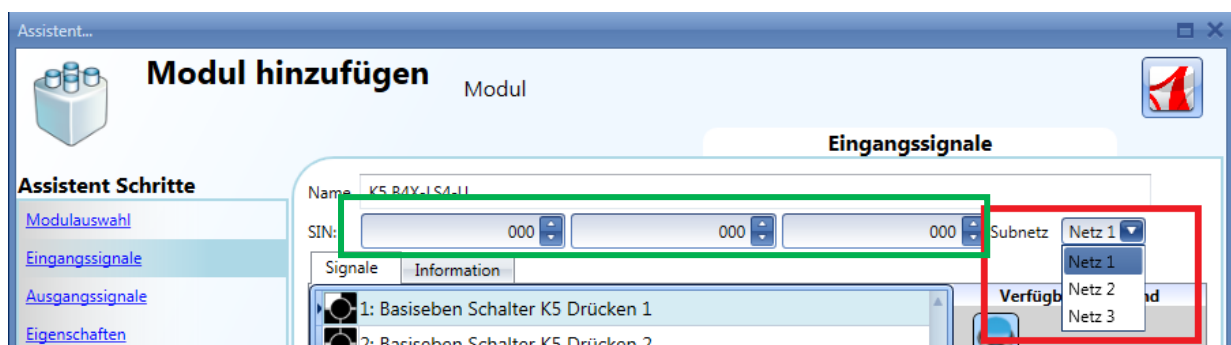 Assistent...
Modul hinzufügen
Modul
Eingangssignale
Assistent Schritte
Modulauswahl
Eingangssignale
Ausgangssignale
Eigenschaften
Name K5 B4X-LS4-U
SIN: 000 000 000 Subnetz Netz 1
Netz 1
Netz 2
Netz 3
Signale Information
1: Basiseben Schalter K5 Drücken 1
2: Basiseben Schalter K5 Drücken 2